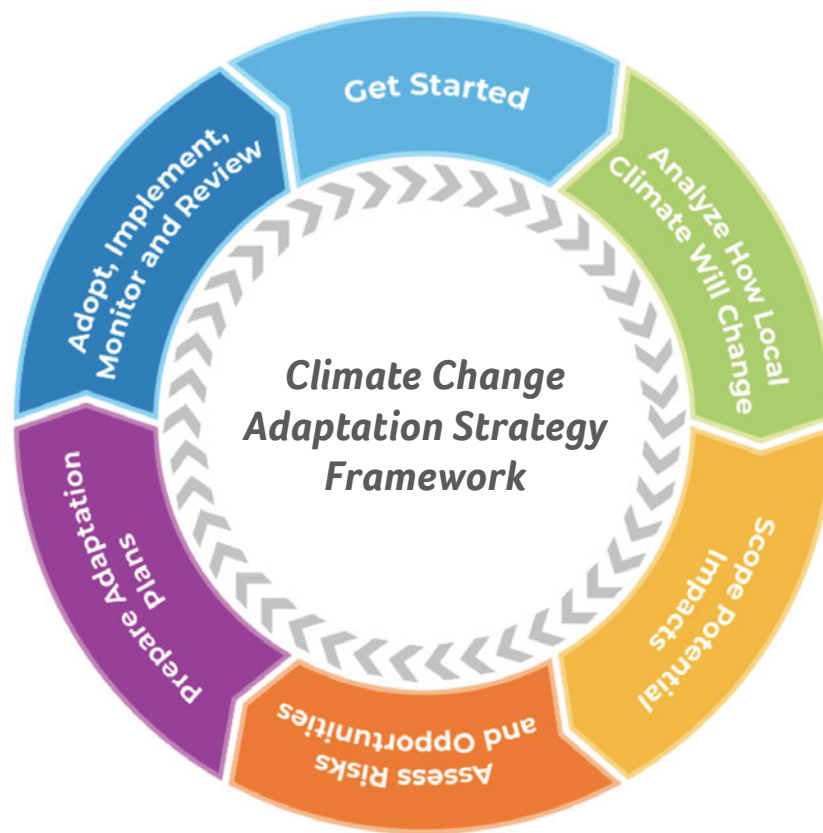 Climate Change
Adaptation Strategy
Framework
Get Started
Analyze How Local
Climate Will Change
Scope Potential
Impacts
Assess Risks
and Opportunities
Prepare Adaptation
Plans
Adopt, Implement,
Monitor and Review